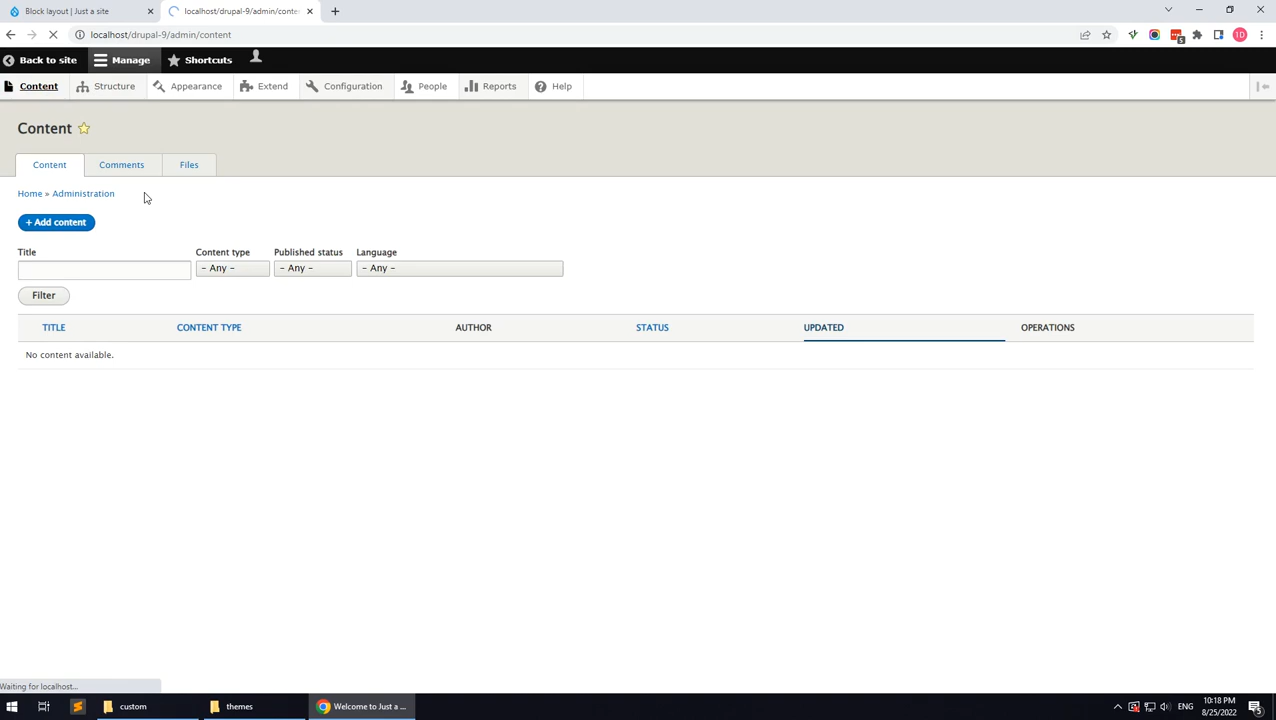 Block layout | Just a site
localhost/drupal-9/admin/conte
localhost/drupal-9/admin/content
5
1D
Back to site
Manage
Shortcuts
Content
Structure
Appearance
Extend
Configuration
People
Reports
Help
Content
Content
Comments
Files
Home » Administration
+ Add content
Title
Content type
Published status
Language
- Any -
- Any -
- Any -
Filter
TITLE
CONTENT TYPE
AUTHOR
STATUS
UPDATED
OPERATIONS
No content available.
Waiting for localhost...
custom
themes
Welcome to Just a ...
ENG
10:18 PM
8/25/2022
5